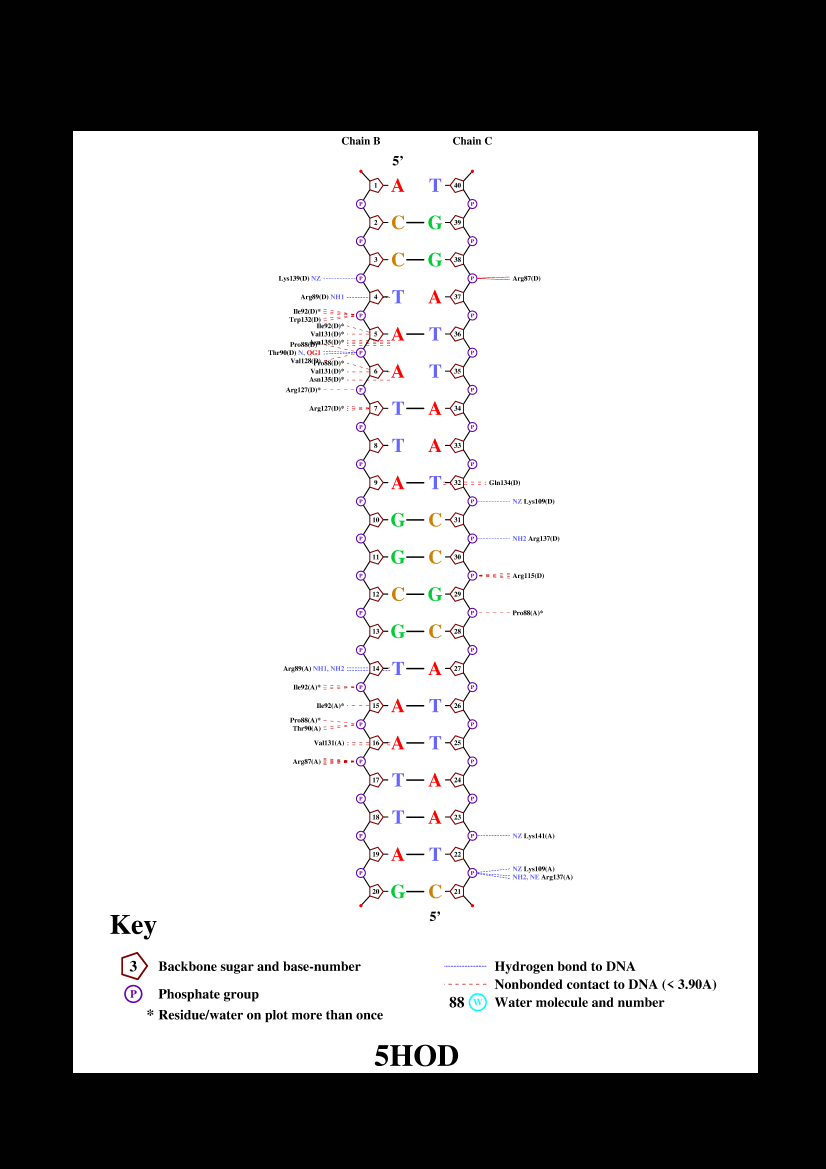 Chain B Chain C
5’
1 A T 40
P P
2 C G 39
P P
3 C G 38
Lys139(D) NZ P P Arg87(D)
Arg89(D) NH1 4 T A 37
Ile92(D)*
P P
Trp132(D)
Ile92(D)*
Val131(D)* 5 A T 36
Asn135(D)*
Pro88(D)*
Thr90(D) N, OG1 P P
Val128(D)
Pro88(D)*
Val131(D)* 6 A T 35
Asn135(D)*
Arg127(D)* P P
Arg127(D)* 7 T A 34
P P
8 T A 33
P P
9 A T 32 Gln134(D)
P P NZ Lys109(D)
10 G C 31
P P NH2 Arg137(D)
11 G C 30
P P Arg115(D)
12 C G 29
P P Pro88(A)*
13 G C 28
P P
Arg89(A) NH1, NH2 14 T A 27
Ile92(A)* P P
Ile92(A)* 15 A T 26
Pro88(A)*
P P
Thr90(A)
Val131(A) 16 A T 25
Arg87(A) P P
17 T A 24
P P
18 T A 23
P P NZ Lys141(A)
19 A T 22
NZ Lys109(A)
P P
NH2, NE Arg137(A)
20 G C 21
5’
Key
3 Backbone sugar and base-number
P Phosphate group
* Residue/water on plot more than once
Hydrogen bond to DNA
Nonbonded contact to DNA (< 3.90A)
88 W Water molecule and number
5HOD